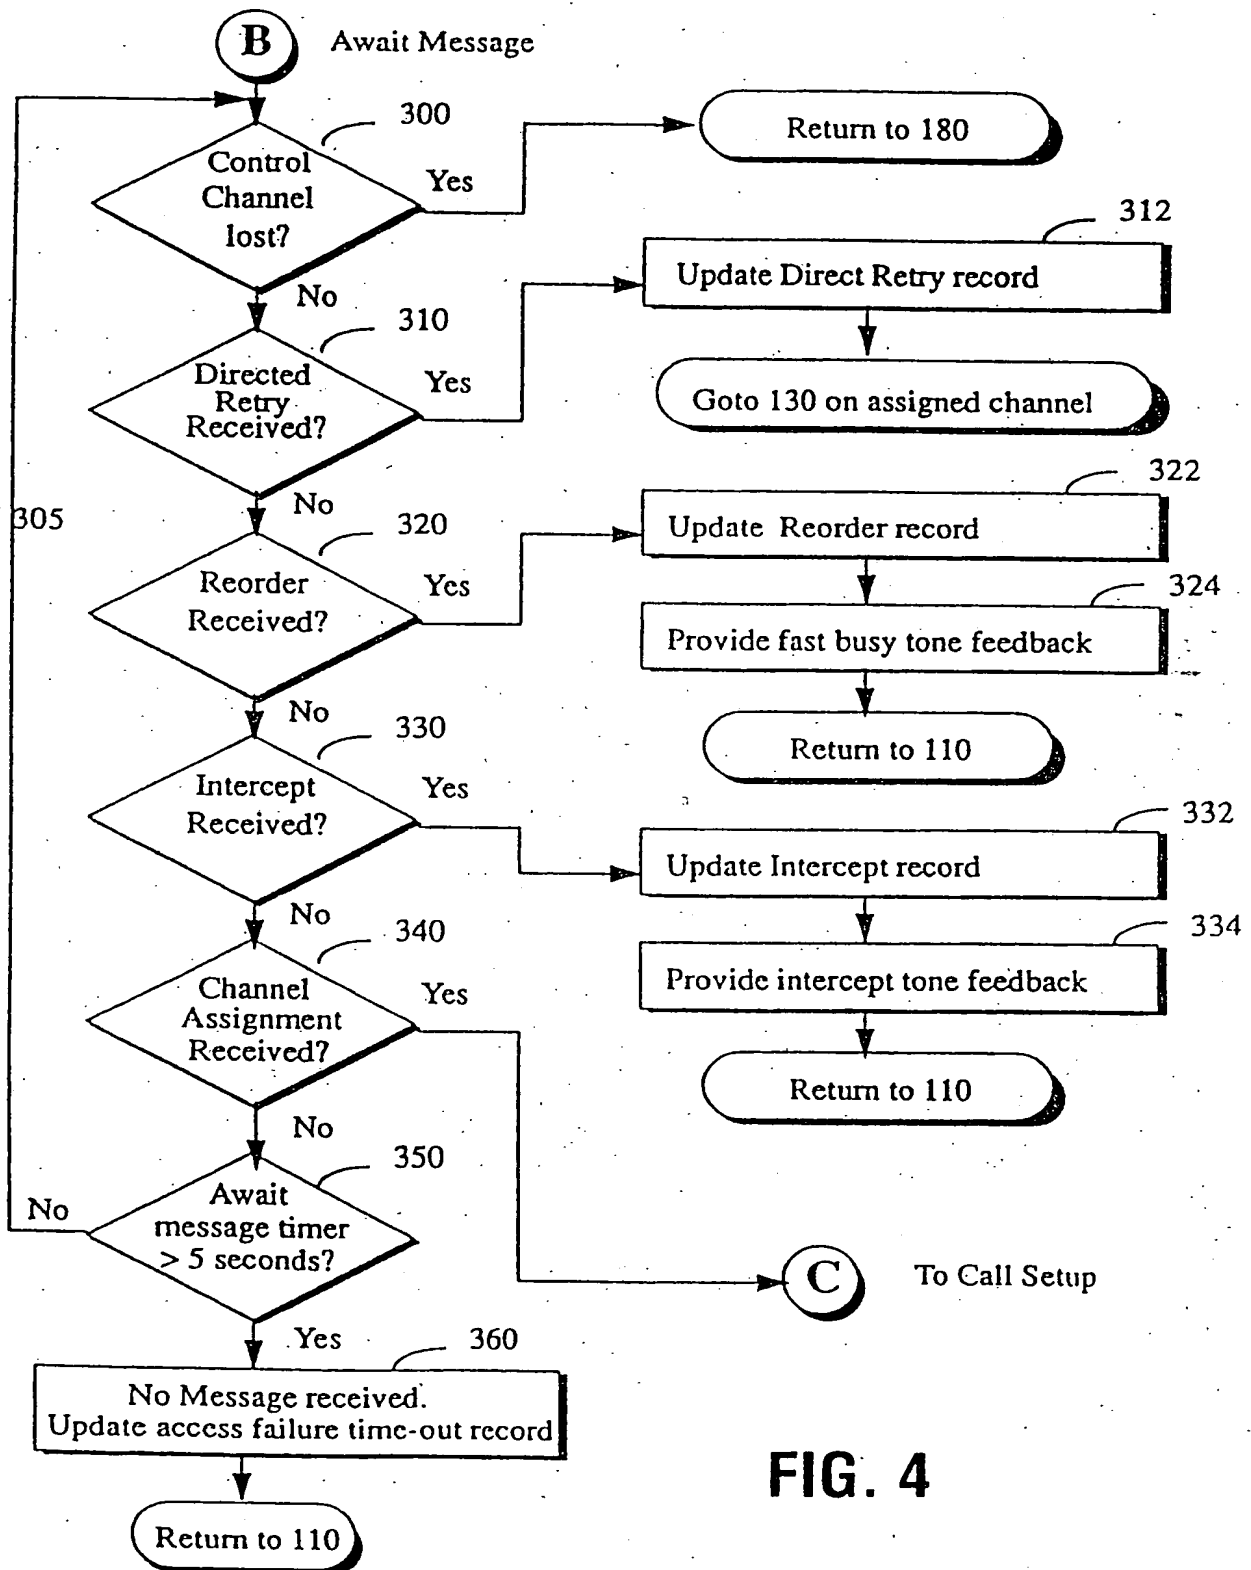 B
Await Message
300
Control
Channel
lost?
Yes
Return to 180
No
310
Directed
Retry
Received?
Yes
312
Update Direct Retry record
Goto 130 on assigned channel
No
305
320
Reorder
Received?
Yes
322
Update Reorder record
324
Provide fast busy tone feedback
Return to 110
No
330
Intercept
Received?
Yes
332
Update Intercept record
334
Provide intercept tone feedback
Return to 110
No
340
Channel
Assignment
Received?
Yes
C
To Call Setup
No
350
Await
message timer
> 5 seconds?
No
Yes
360
No Message received.
Update access failure time-out record
Return to 110
FIG. 4